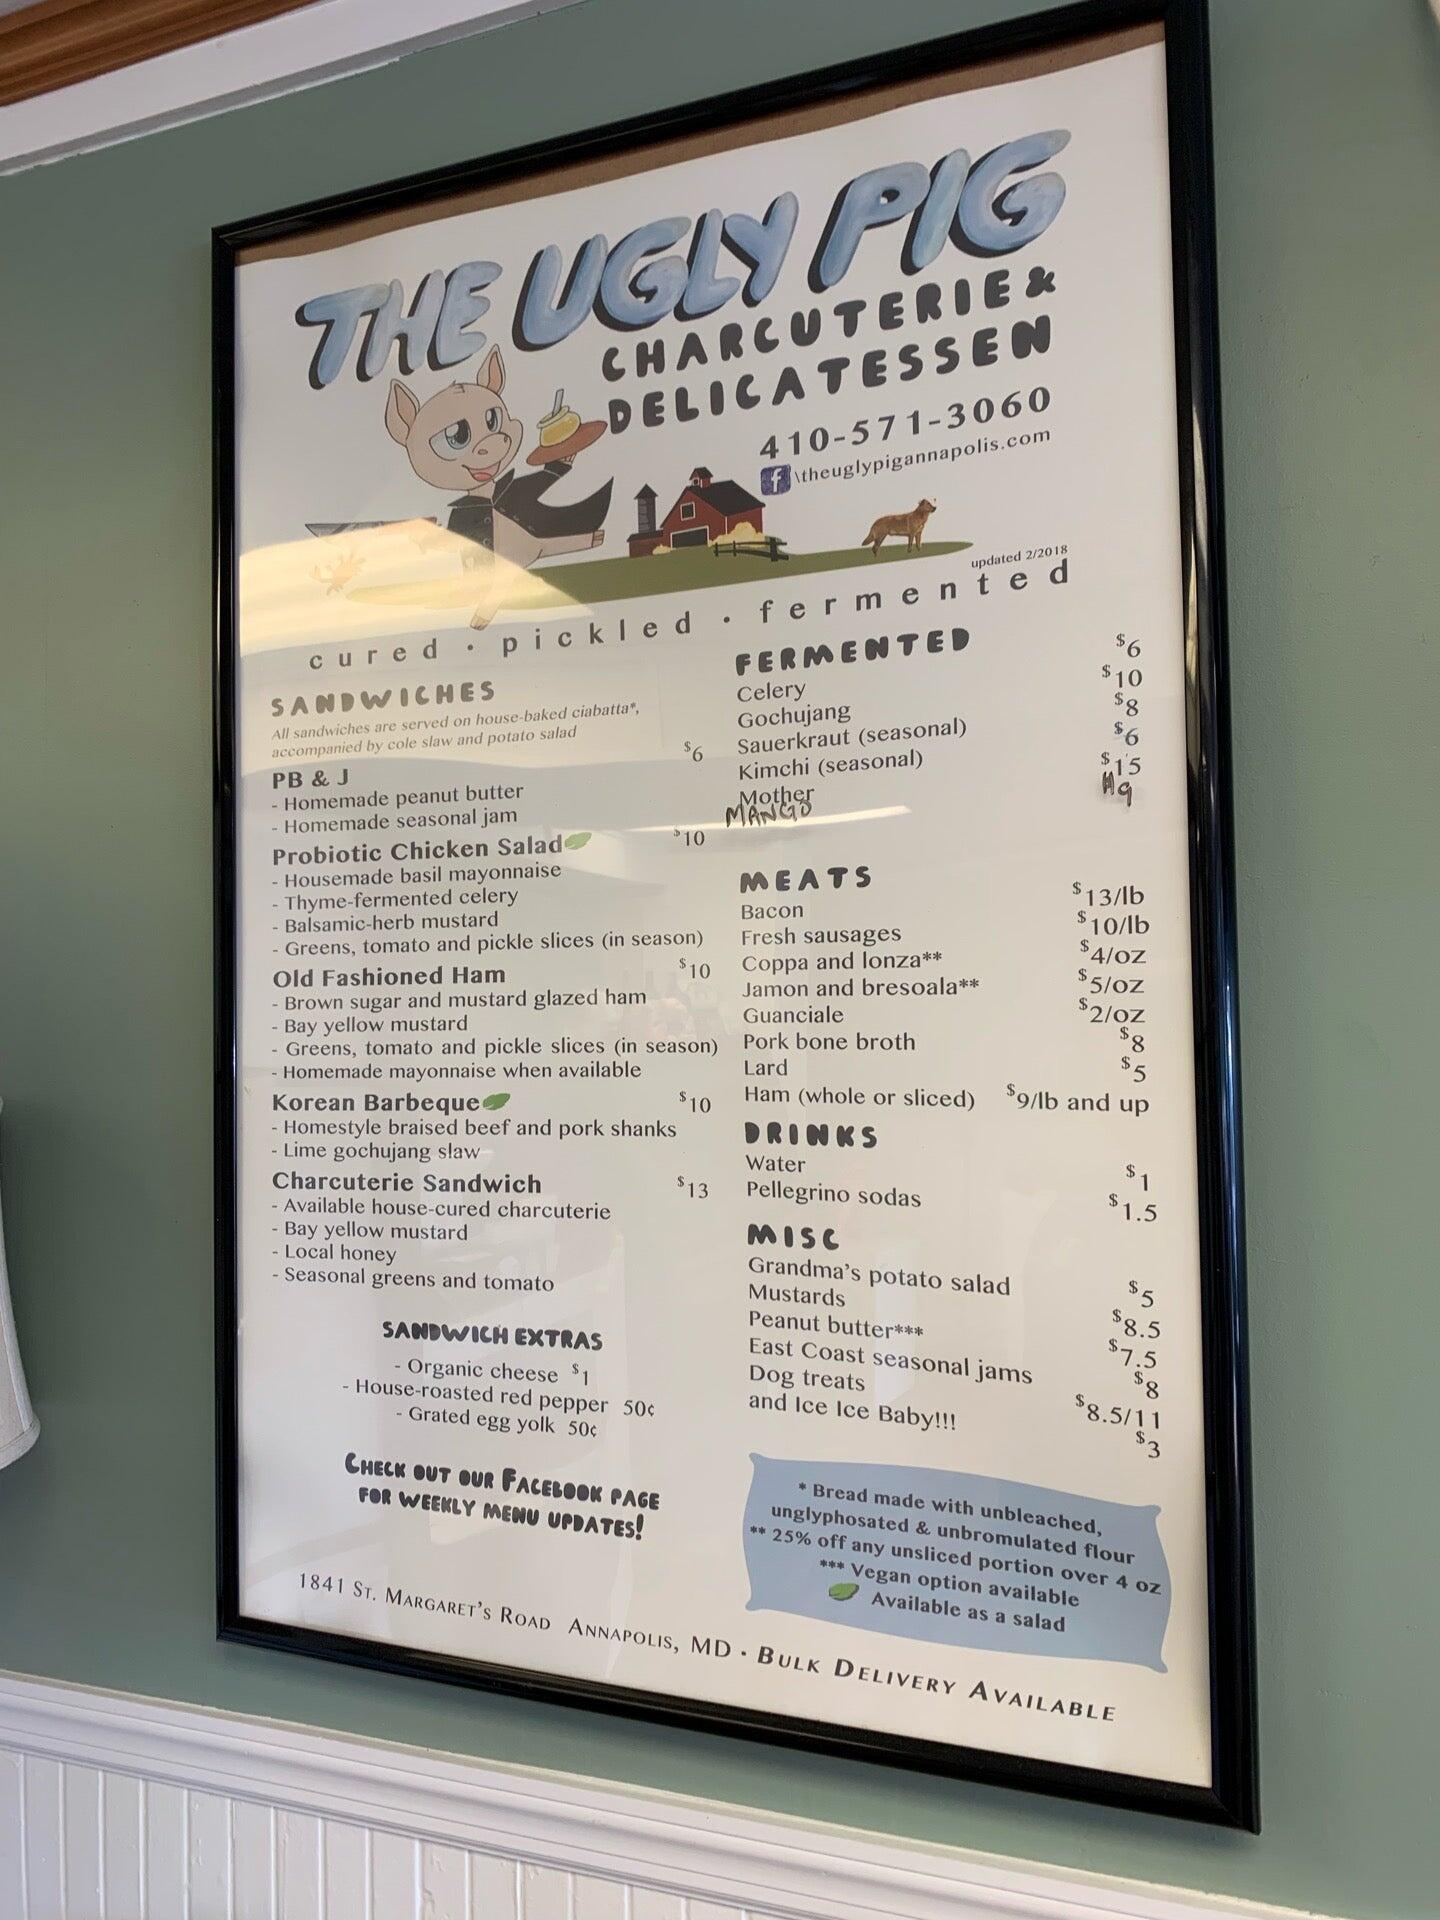 THE UGLY PIG
CHARCUTERIE &
DELICATESSEN
410-571-3060
f \theuglypigannapolis.com
updated 2/2018
cured · pickled · fermented
SANDWICHES
All sandwiches are served on house-baked ciabatta*,
accompanied by cole slaw and potato salad
PB & J $6
- Homemade peanut butter
- Homemade seasonal jam
Probiotic Chicken Salad $10
- Housemade basil mayonnaise
- Thyme-fermented celery
- Balsamic-herb mustard
- Greens, tomato and pickle slices (in season)
Old Fashioned Ham $10
- Brown sugar and mustard glazed ham
- Bay yellow mustard
- Greens, tomato and pickle slices (in season)
- Homemade mayonnaise when available
Korean Barbeque $10
- Homestyle braised beef and pork shanks
- Lime gochujang slaw
Charcuterie Sandwich $13
- Available house-cured charcuterie
- Bay yellow mustard
- Local honey
- Seasonal greens and tomato
SANDWICH EXTRAS
- Organic cheese $1
- House-roasted red pepper 50¢
- Grated egg yolk 50¢
CHECK OUT OUR FACEBOOK PAGE
FOR WEEKLY MENU UPDATES!
FERMENTED
Celery $6
Gochujang $10
Sauerkraut (seasonal) $8
Kimchi (seasonal) $6
Mother $15
MANGO 9
MEATS
Bacon $13/lb
Fresh sausages $10/lb
Coppa and lonza** $4/oz
Jamon and bresoala** $5/oz
Guanciale $2/oz
Pork bone broth $8
Lard $5
Ham (whole or sliced) $9/lb and up
DRINKS
Water $1
Pellegrino sodas $1.5
MISC
Grandma's potato salad $5
Mustards $8.5
Peanut butter*** $7.5
East Coast seasonal jams $8
Dog treats $8.5/11
and Ice Ice Baby!!! $3
* Bread made with unbleached,
unglyphosated & unbromulated flour
** 25% off any unsliced portion over 4 oz
*** Vegan option available
Available as a salad
1841 ST. MARGARET'S ROAD ANNAPOLIS, MD · BULK DELIVERY AVAILABLE